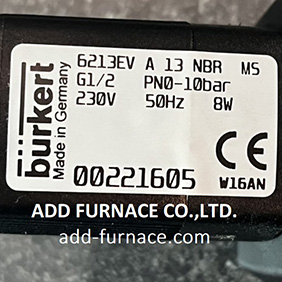 bürkert
Made in Germany
6213EV A 13 NBR MS
G1/2 PN0-10bar
230V 50Hz 8W
CE
00221605
W16AN
ADD FURNACE CO.,LTD.
add-furnace.com